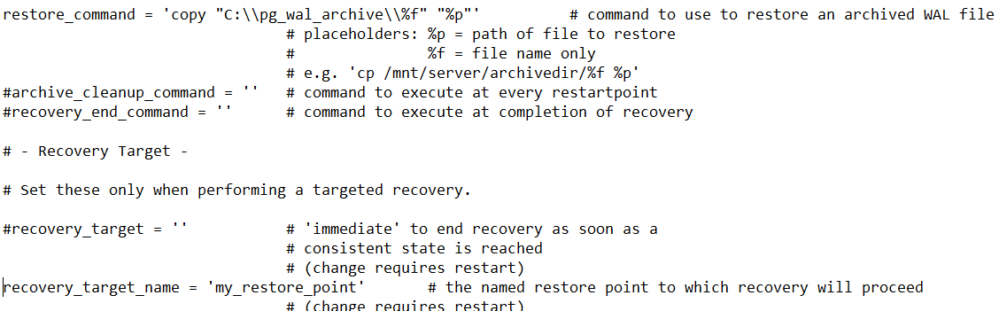 restore_command = 'copy "C:\\pg_wal_archive\\%f" "%p"' # command to use to restore an archived WAL file
# placeholders: %p = path of file to restore
# %f = file name only
# e.g. 'cp /mnt/server/archivedir/%f %p'
#archive_cleanup_command = '' # command to execute at every restartpoint
#recovery_end_command = '' # command to execute at completion of recovery
# - Recovery Target -
# Set these only when performing a targeted recovery.
#recovery_target = '' # 'immediate' to end recovery as soon as a
# consistent state is reached
# (change requires restart)
recovery_target_name = 'my_restore_point' # the named restore point to which recovery will proceed
# (change requires restart)